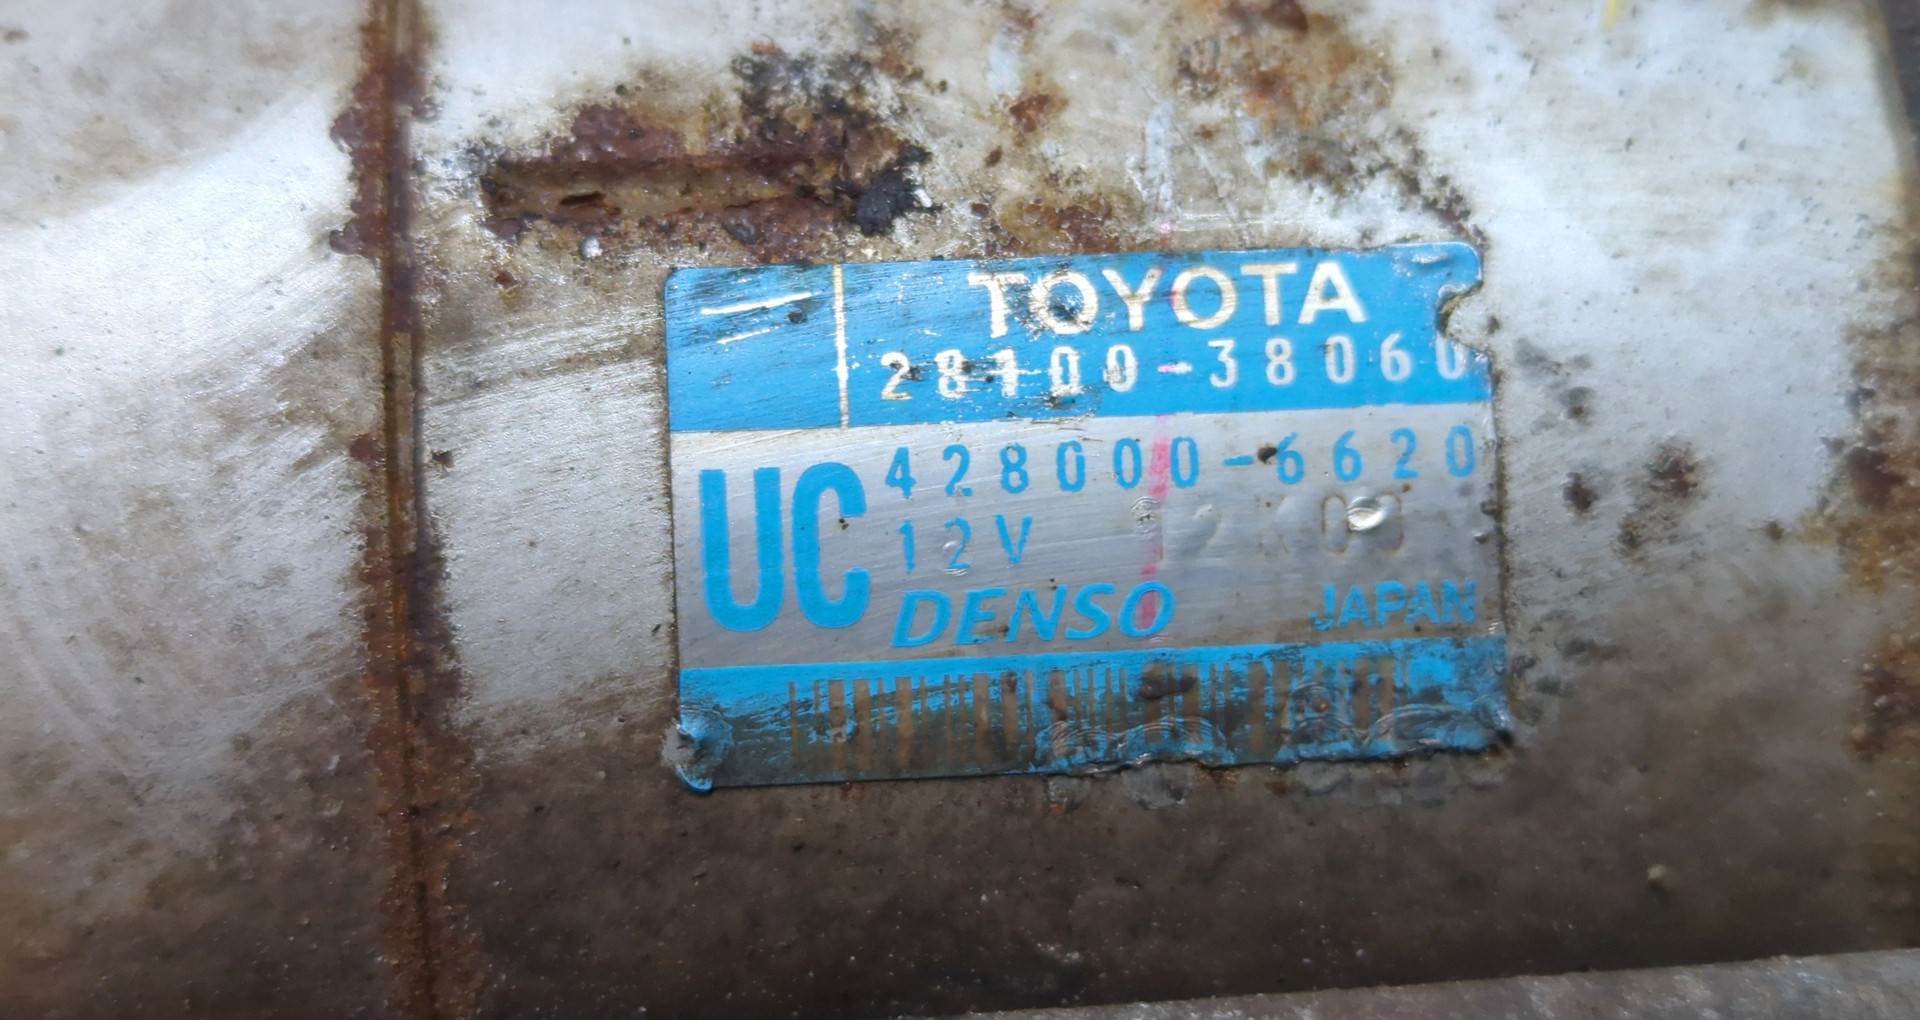 TOYOTA
28100-38060
UC
428000-6620
12V
DENSO JAPAN